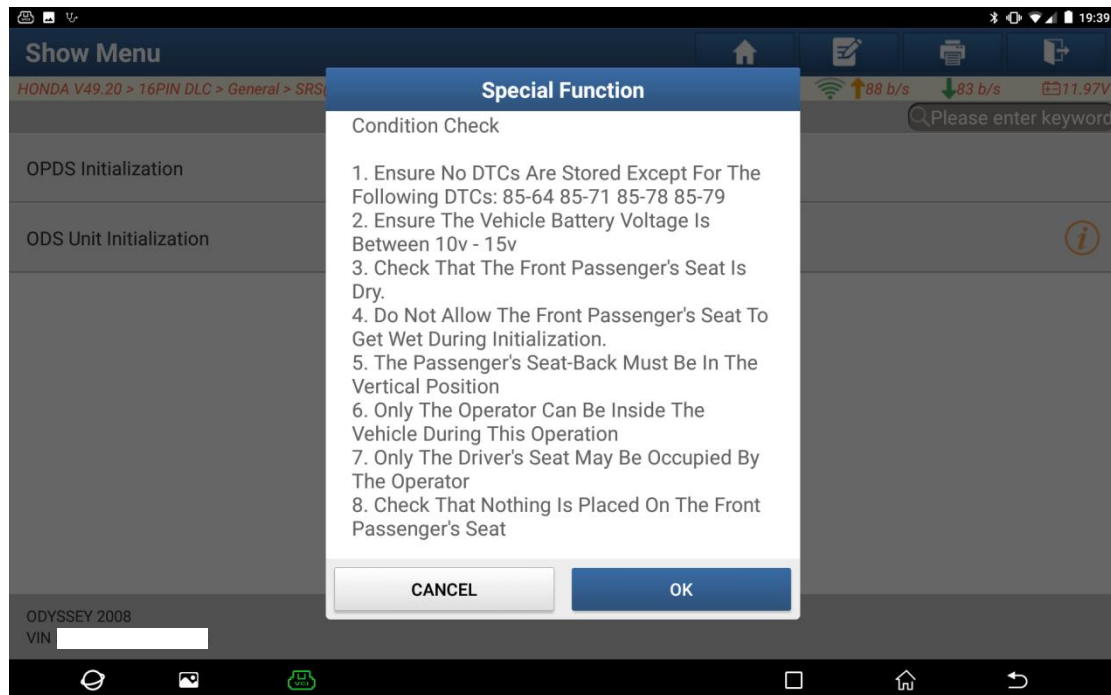 19:39
Show Menu
HONDA V49.20 > 16PIN DLC > General > SRS(
88 b/s
83 b/s
11.97V
Special Function
Please enter keyword
Condition Check
OPDS Initialization
ODS Unit Initialization
1. Ensure No DTCs Are Stored Except For The
Following DTCs: 85-64 85-71 85-78 85-79
2. Ensure The Vehicle Battery Voltage Is
Between 10v - 15v
3. Check That The Front Passenger's Seat Is
Dry.
4. Do Not Allow The Front Passenger's Seat To
Get Wet During Initialization.
5. The Passenger's Seat-Back Must Be In The
Vertical Position
6. Only The Operator Can Be Inside The
Vehicle During This Operation
7. Only The Driver's Seat May Be Occupied By
The Operator
8. Check That Nothing Is Placed On The Front
Passenger's Seat
CANCEL
OK
ODYSSEY 2008
VIN
VCI